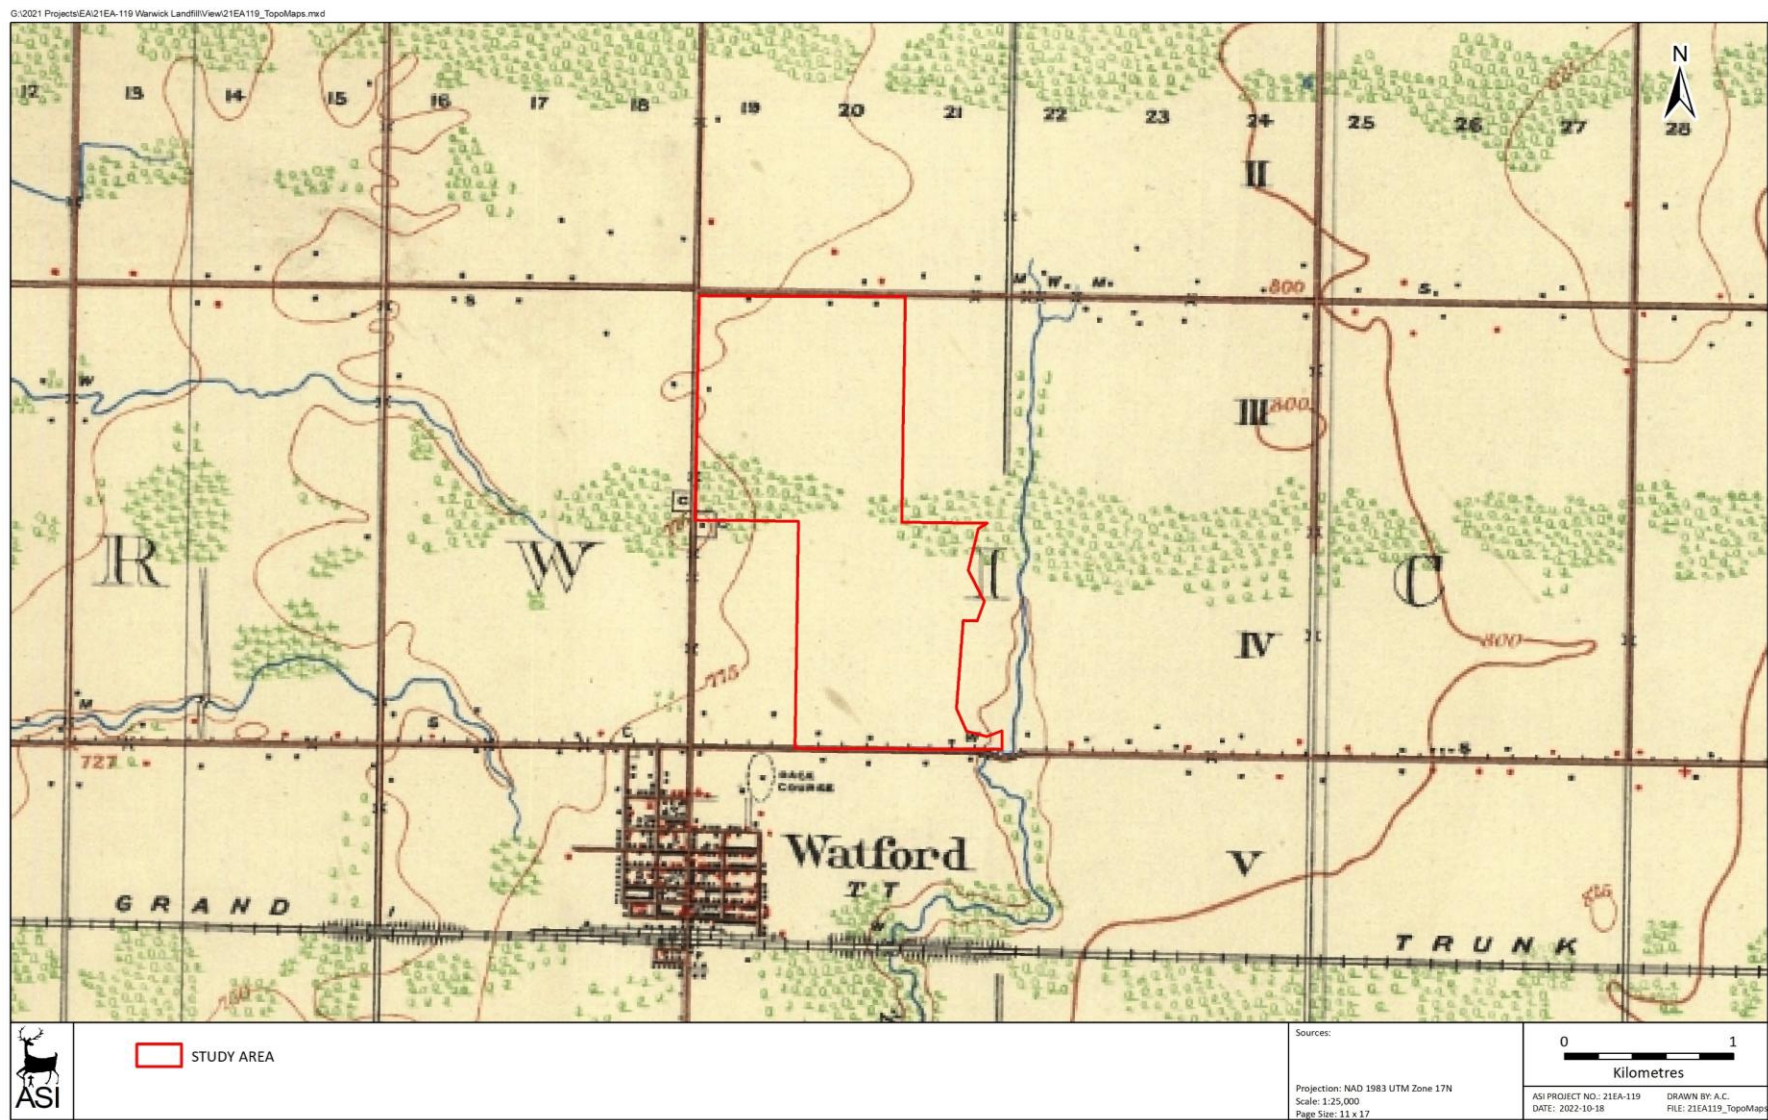 G:\2021 Projects\EA\21EA-119 Warwick Landfill\View\21EA119_TopoMaps.mxd
N
12 13 14 15 16 17 18 19 20 21 22 23 24 25 26 27 28
II
M W. M.
S
800
S.
W
III 800
C
R W I C
IV
800
775
M
S
C
W
S
727
RACE
COURSE
Watford
V
T T
GRAND
W
TRUNK
750
ASI
STUDY AREA
Sources:
Projection: NAD 1983 UTM Zone 17N
Scale: 1:25,000
Page Size: 11 x 17
0 1
Kilometres
ASI PROJECT NO.: 21EA-119 DRAWN BY: A.C.
DATE: 2022-10-18 FILE: 21EA119_TopoMaps